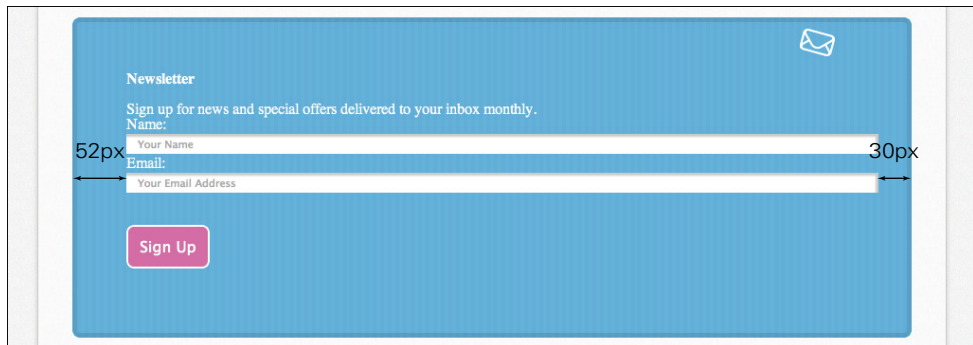 Newsletter
Sign up for news and special offers delivered to your inbox monthly.
Name:
Your Name
52px
30px
Email:
Your Email Address
Sign Up